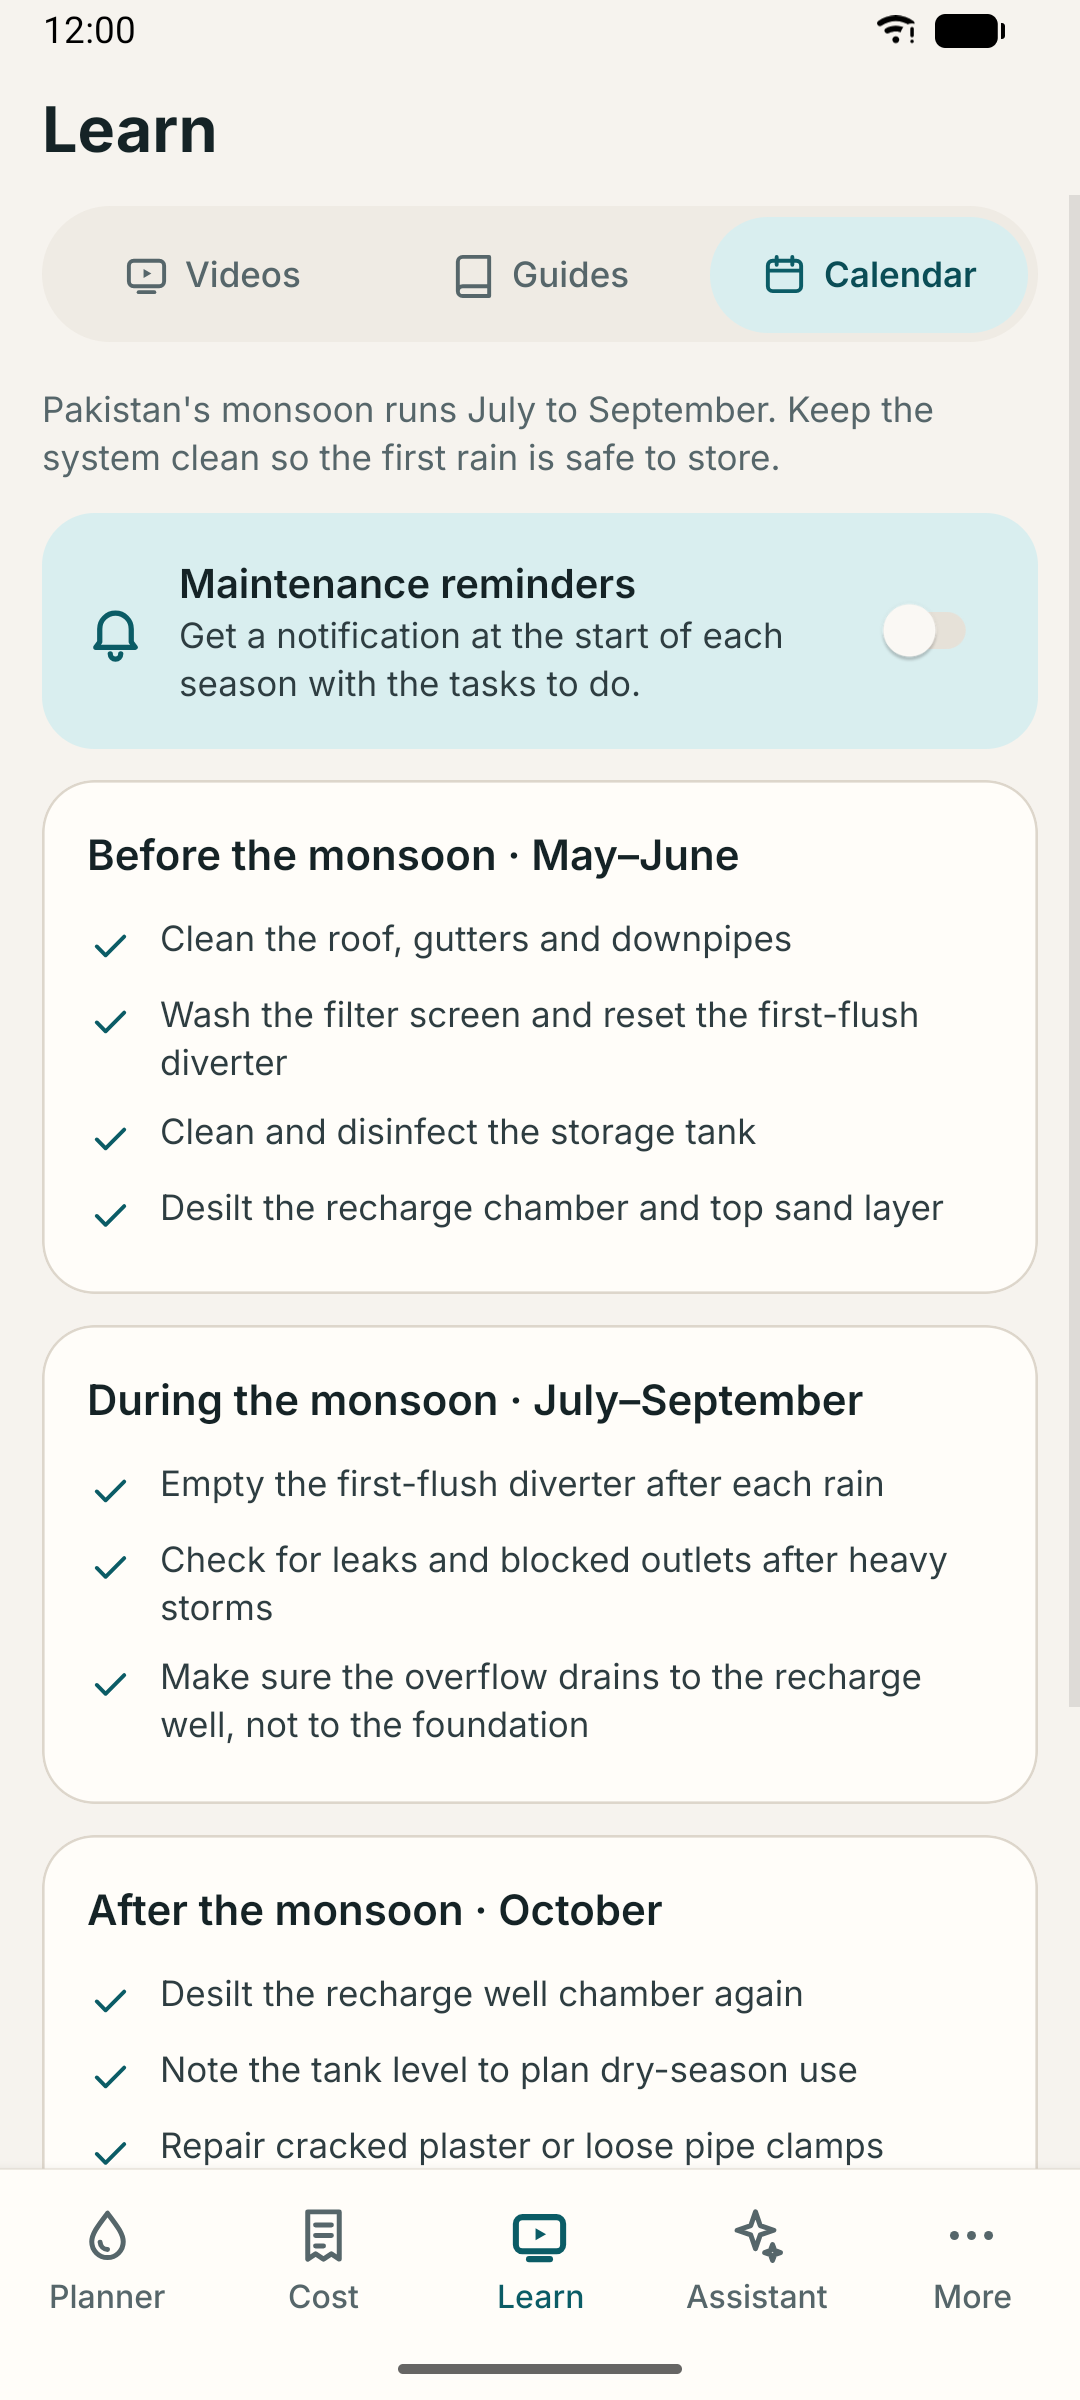 12:00
Learn
Videos
Guides
Calendar
Pakistan's monsoon runs July to September. Keep the
system clean so the first rain is safe to store.
Maintenance reminders
Get a notification at the start of each
season with the tasks to do.
Before the monsoon · May–June
Clean the roof, gutters and downpipes
Wash the filter screen and reset the first-flush
diverter
Clean and disinfect the storage tank
Desilt the recharge chamber and top sand layer
During the monsoon · July–September
Empty the first-flush diverter after each rain
Check for leaks and blocked outlets after heavy
storms
Make sure the overflow drains to the recharge
well, not to the foundation
After the monsoon · October
Desilt the recharge well chamber again
Note the tank level to plan dry-season use
Repair cracked plaster or loose pipe clamps
Planner
Cost
Learn
Assistant
More